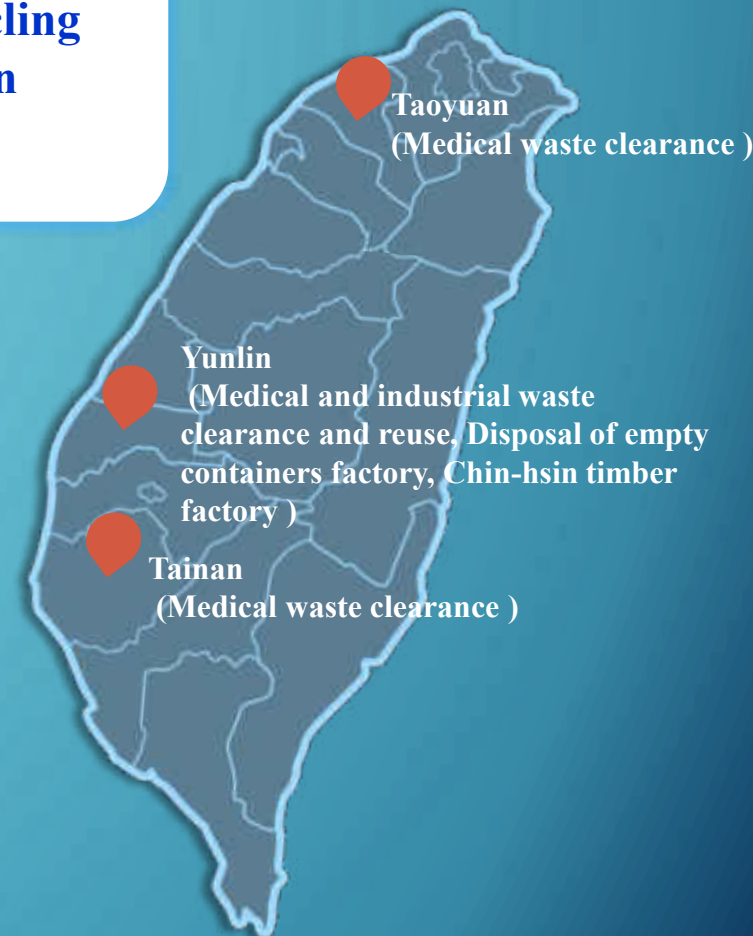 cling
n
Taoyuan
(Medical waste clearance )
Yunlin
(Medical and industrial waste
clearance and reuse, Disposal of empty
containers factory, Chin-hsin timber
factory )
Tainan
(Medical waste clearance )